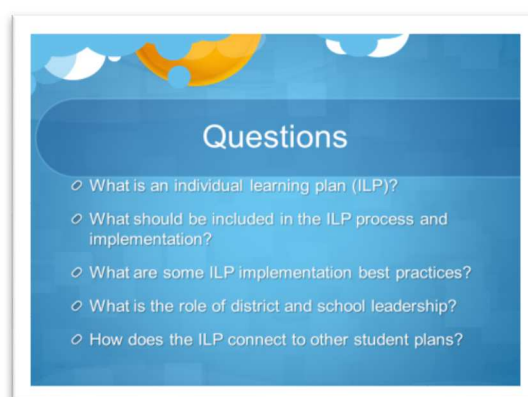 Questions
What is an individual learning plan (ILP)?
What should be included in the ILP process and
implementation?
What are some ILP implementation best practices?
What is the role of district and school leadership?
How does the ILP connect to other student plans?